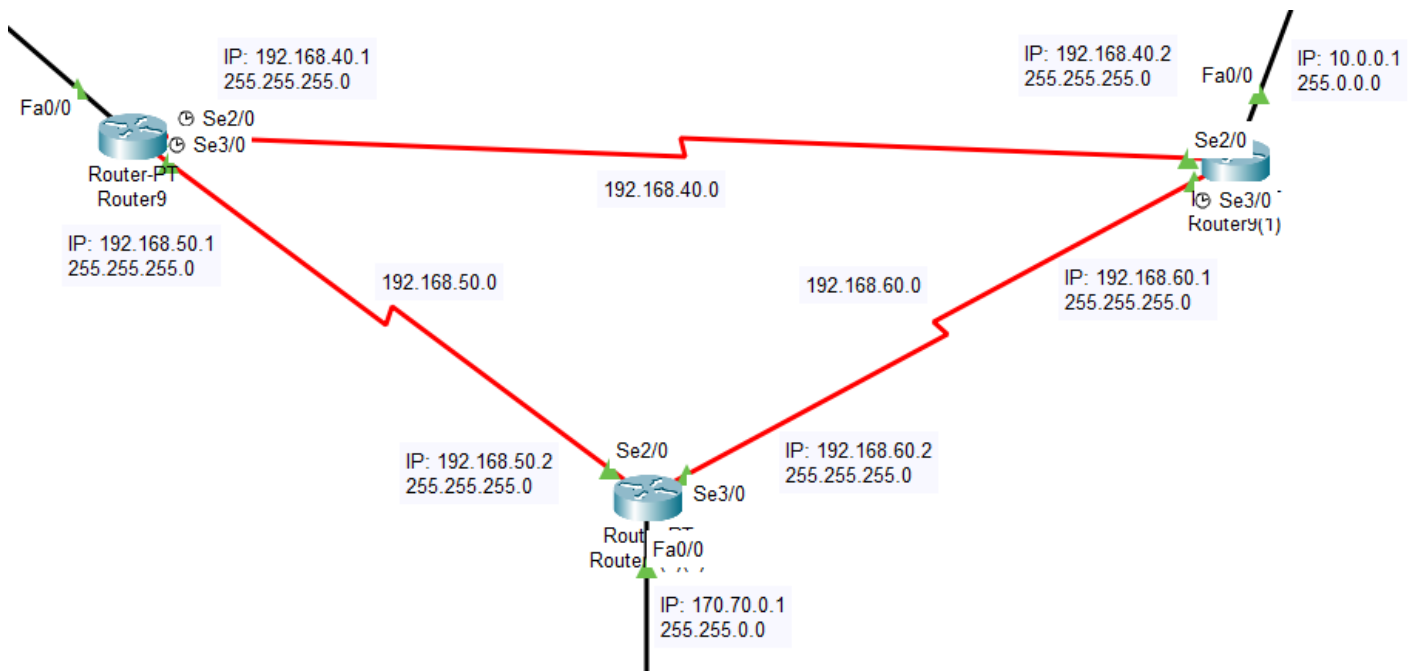 IP: 192.168.40.1
255.255.255.0
IP: 192.168.40.2
255.255.255.0
Fa0/0
IP: 10.0.0.1
255.0.0.0
Fa0/0
Se2/0
Se3/0
Router-PT
Router9
Se2/0
Se3/0
Router9(1)
192.168.40.0
IP: 192.168.50.1
255.255.255.0
192.168.50.0
192.168.60.0
IP: 192.168.60.1
255.255.255.0
IP: 192.168.50.2
255.255.255.0
Se2/0
IP: 192.168.60.2
255.255.255.0
Se3/0
Fa0/0
IP: 170.70.0.1
255.255.0.0